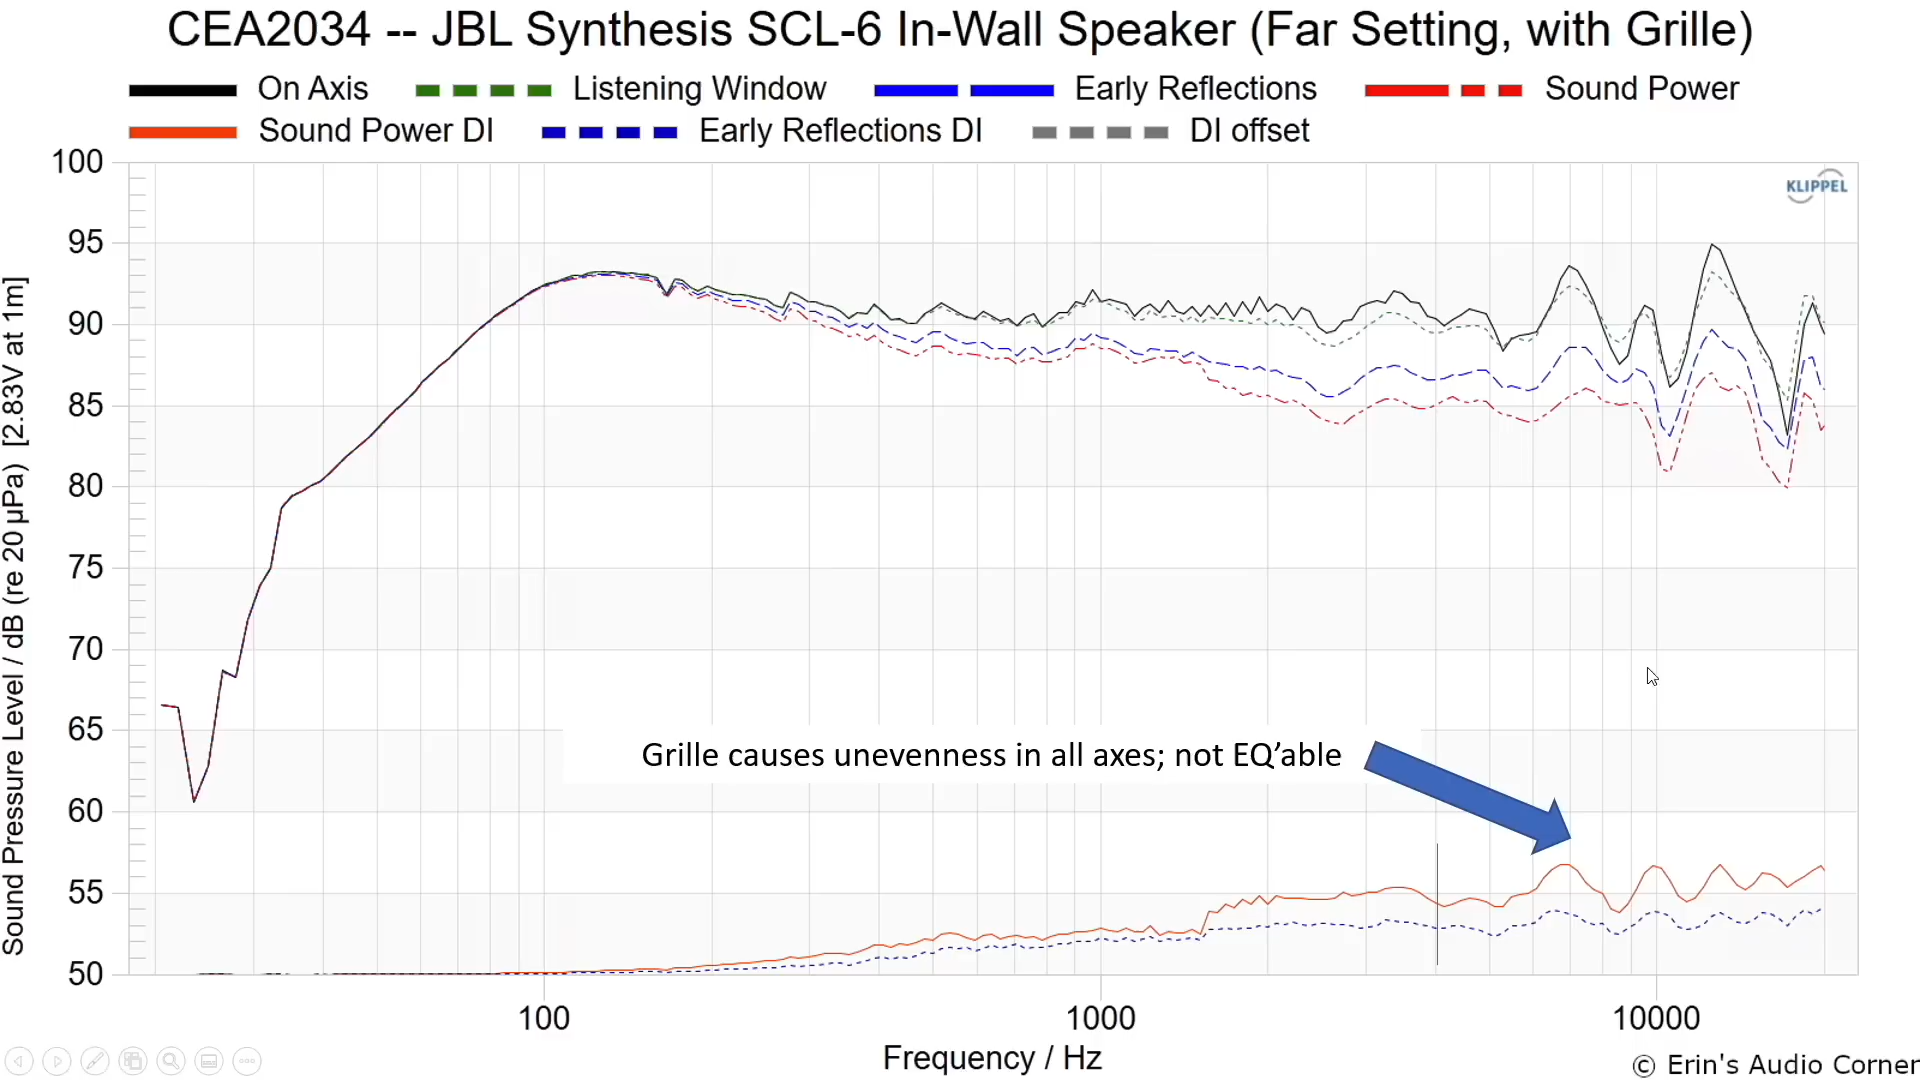 CEA2034 -- JBL Synthesis SCL-6 In-Wall Speaker (Far Setting, with Grille)
On Axis Listening Window Early Reflections Sound Power
Sound Power DI Early Reflections DI DI offset
KLIPPEL
Sound Pressure Level / dB (re 20 µPa) [2.83V at 1m]
100
95
90
85
80
75
70
65
60
55
50
Grille causes unevenness in all axes; not EQ’able
100 1000 10000
Frequency / Hz
© Erin's Audio Corner